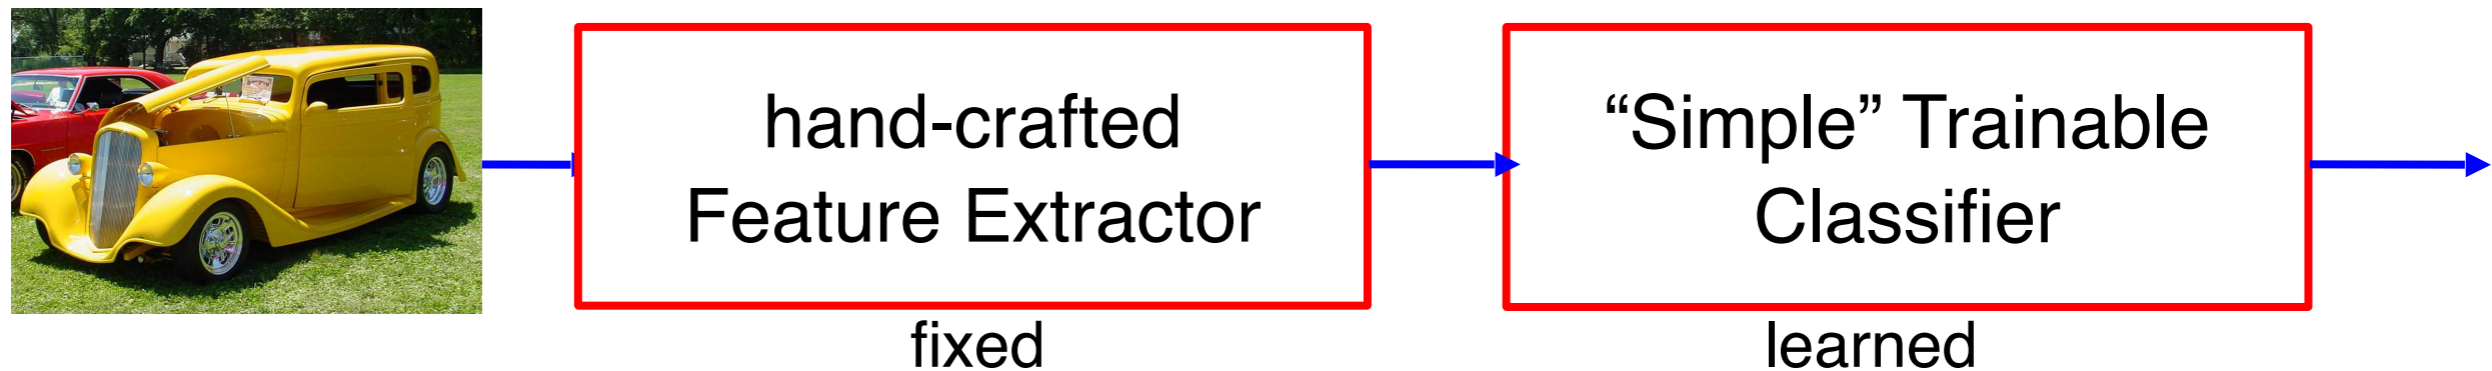 hand-crafted
Feature Extractor
fixed
“Simple” Trainable
Classifier
learned